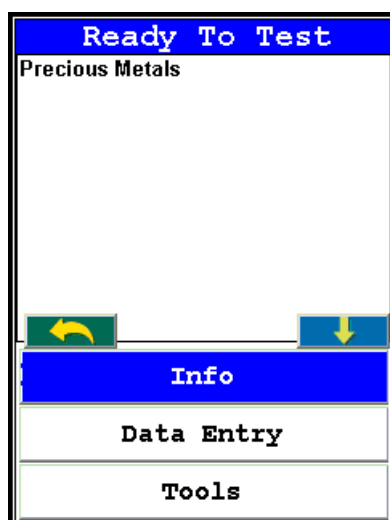 Ready To Test
Precious Metals
Info
Data Entry
Tools